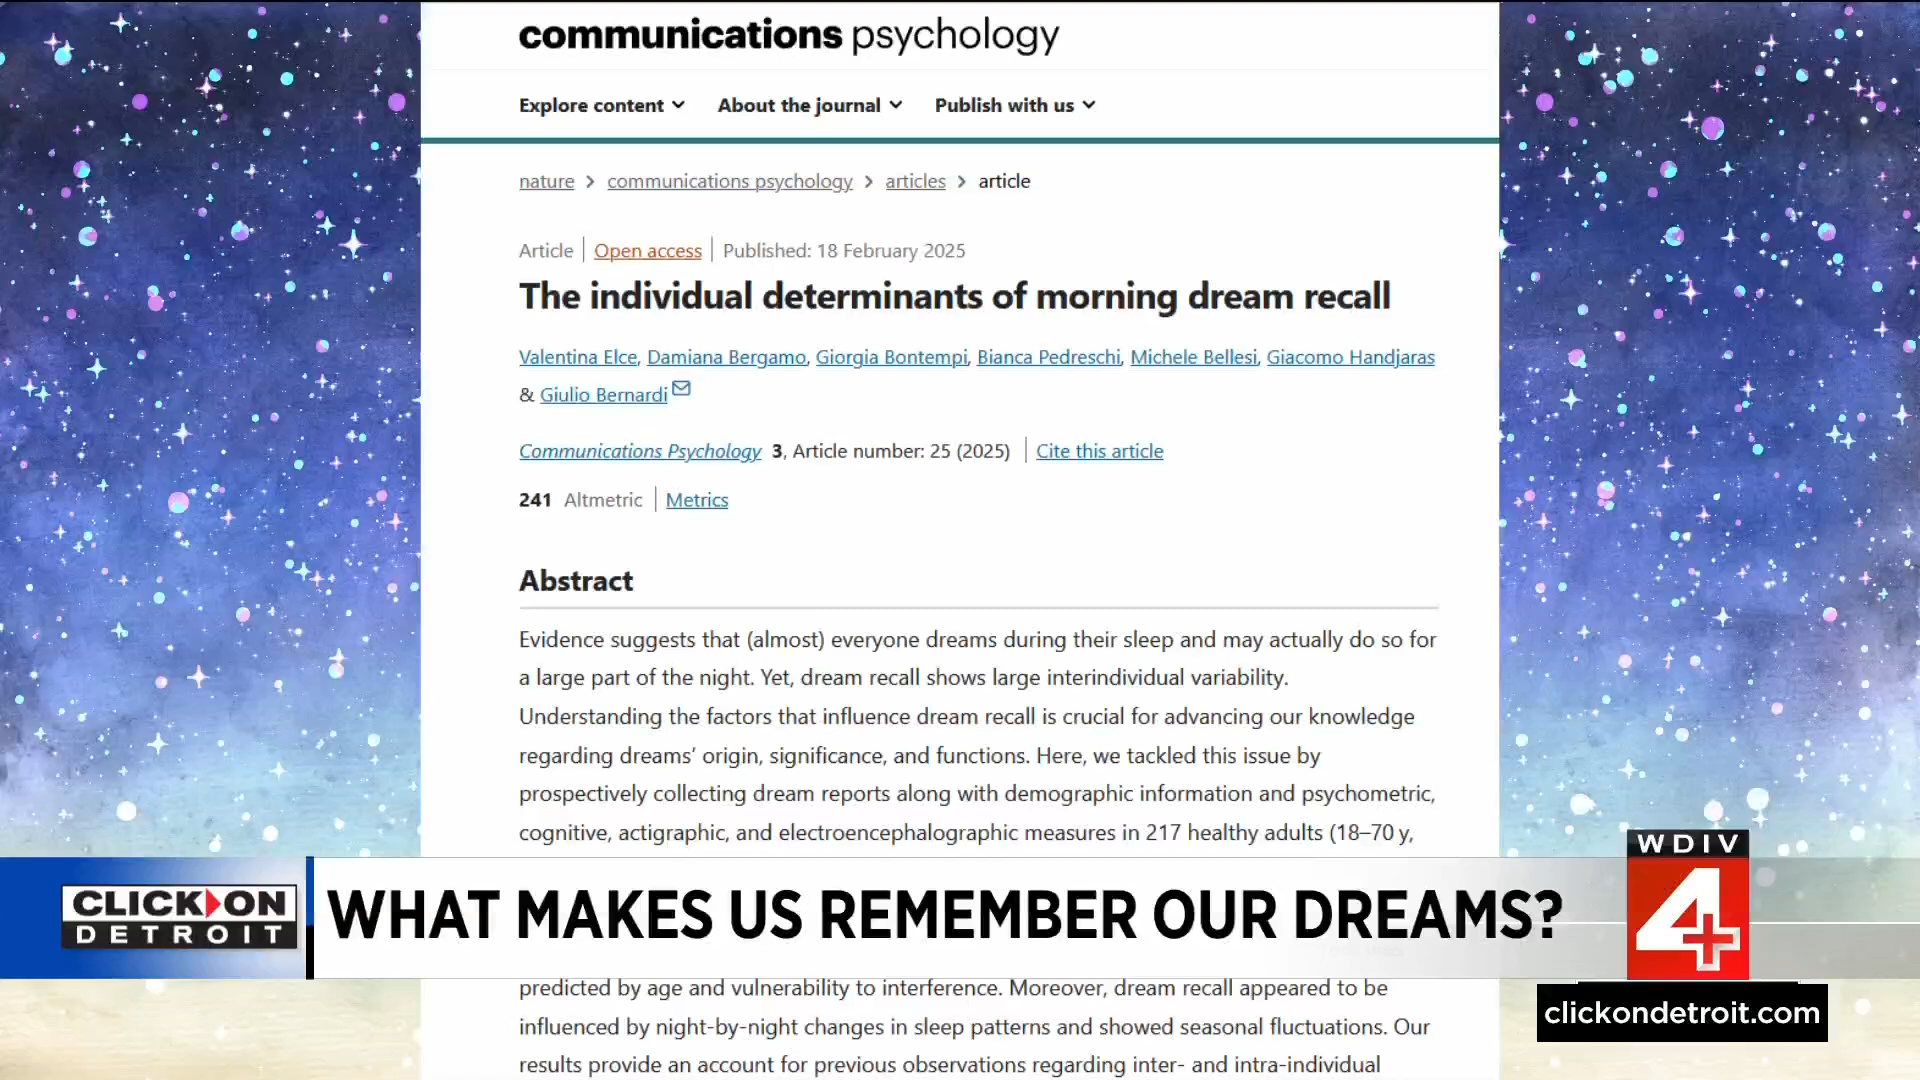 communications psychology
Explore content About the journal Publish with us
nature > communications psychology > articles > article
Article | Open access | Published: 18 February 2025
The individual determinants of morning dream recall
Valentina Elce, Damiana Bergamo, Giorgia Bontempi, Bianca Pedreschi, Michele Bellesi, Giacomo Handjaras
& Giulio Bernardi
Communications Psychology 3, Article number: 25 (2025) | Cite this article
241 Altmetric | Metrics
Abstract
Evidence suggests that (almost) everyone dreams during their sleep and may actually do so for
a large part of the night. Yet, dream recall shows large interindividual variability.
Understanding the factors that influence dream recall is crucial for advancing our knowledge
regarding dreams’ origin, significance, and functions. Here, we tackled this issue by
prospectively collecting dream reports along with demographic information and psychometric,
cognitive, actigraphic, and electroencephalographic measures in 217 healthy adults (18–70 y,
CLICK ON
DETROIT
WHAT MAKES US REMEMBER OUR DREAMS?
WDIV
4
predicted by age and vulnerability to interference. Moreover, dream recall appeared to be
influenced by night-by-night changes in sleep patterns and showed seasonal fluctuations. Our
results provide an account for previous observations regarding inter- and intra-individual
clickondetroit.com